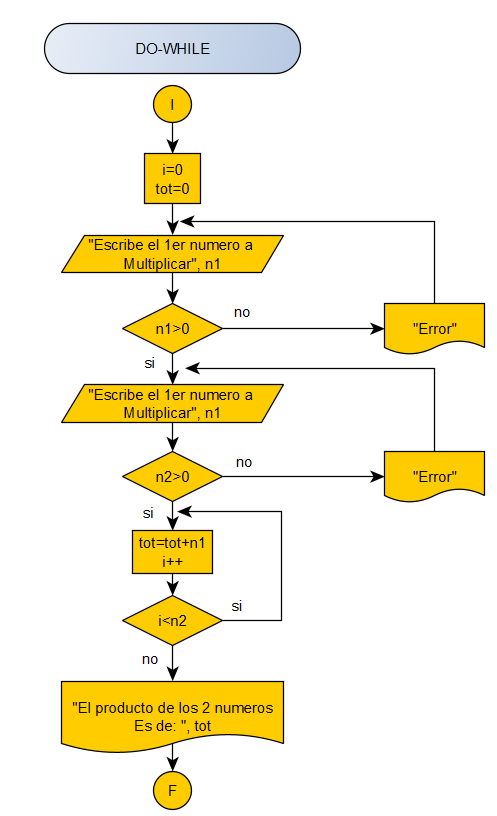 DO-WHILE
I
i=0
tot=0
"Escribe el 1er numero a
Multiplicar", n1
n1>0
no
"Error"
si
"Escribe el 1er numero a
Multiplicar", n1
n2>0
no
"Error"
si
tot=tot+n1
i++
i<n2
si
no
"El producto de los 2 numeros
Es de: ", tot
F